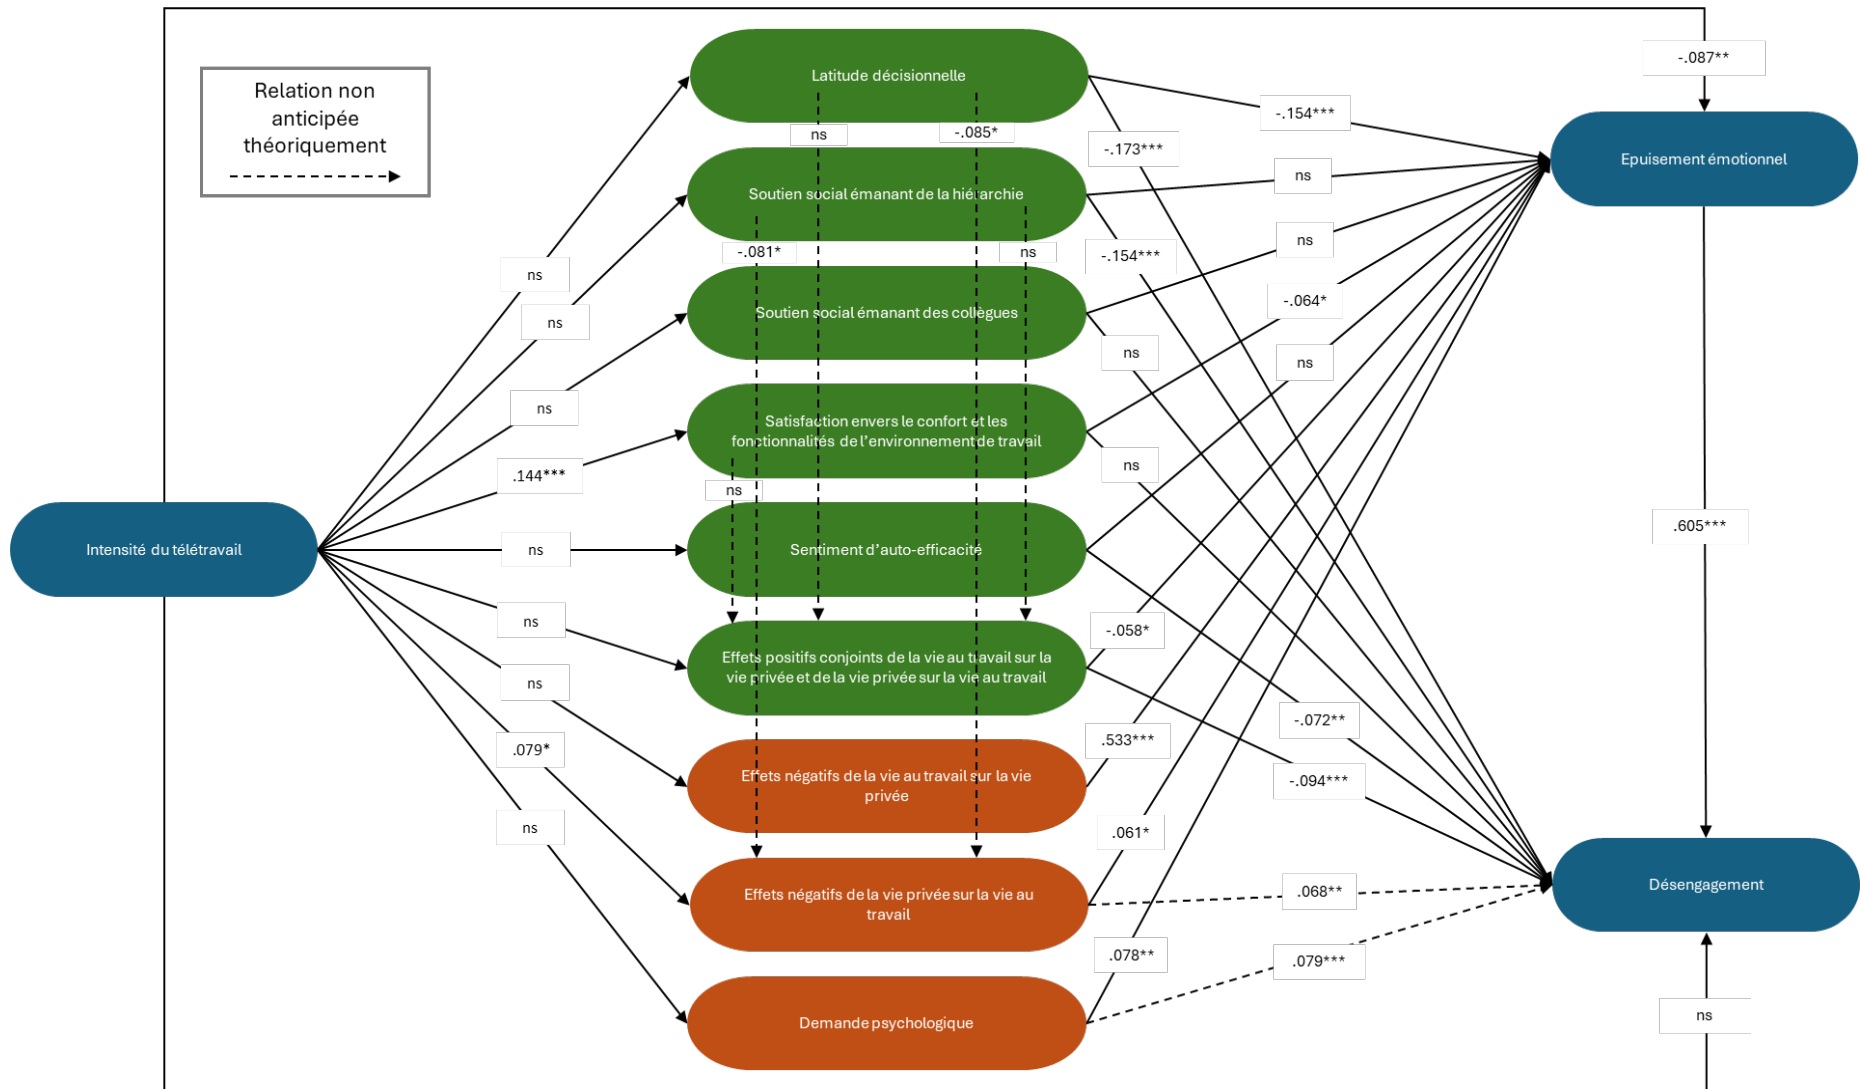 -.087**
Relation non
anticipée
théoriquement
Latitude décisionnelle
-.154***
ns
-.085*
-.173***
Epuisement émotionnel
ns
Soutien social émanant de la hiérarchie
ns
-.081*
ns
-.154***
ns
-.064*
Soutien social émanant des collègues
ns
ns
ns
ns
Satisfaction envers le confort et les
fonctionnalités de l'environnement de travail
ns
.144***
ns
.605***
Intensité du télétravail
ns
Sentiment d'auto-efficacité
ns
-.058*
Effets positifs conjoints de la vie au travail sur la
vie privée et de la vie privée sur la vie au travail
ns
-.072**
.079*
.533***
Effets négatifs de la vie au travail sur la vie
privée
-.094***
ns
.061*
Effets négatifs de la vie privée sur la vie au
travail
.068**
Désengagement
.078**
.079***
Demande psychologique
ns